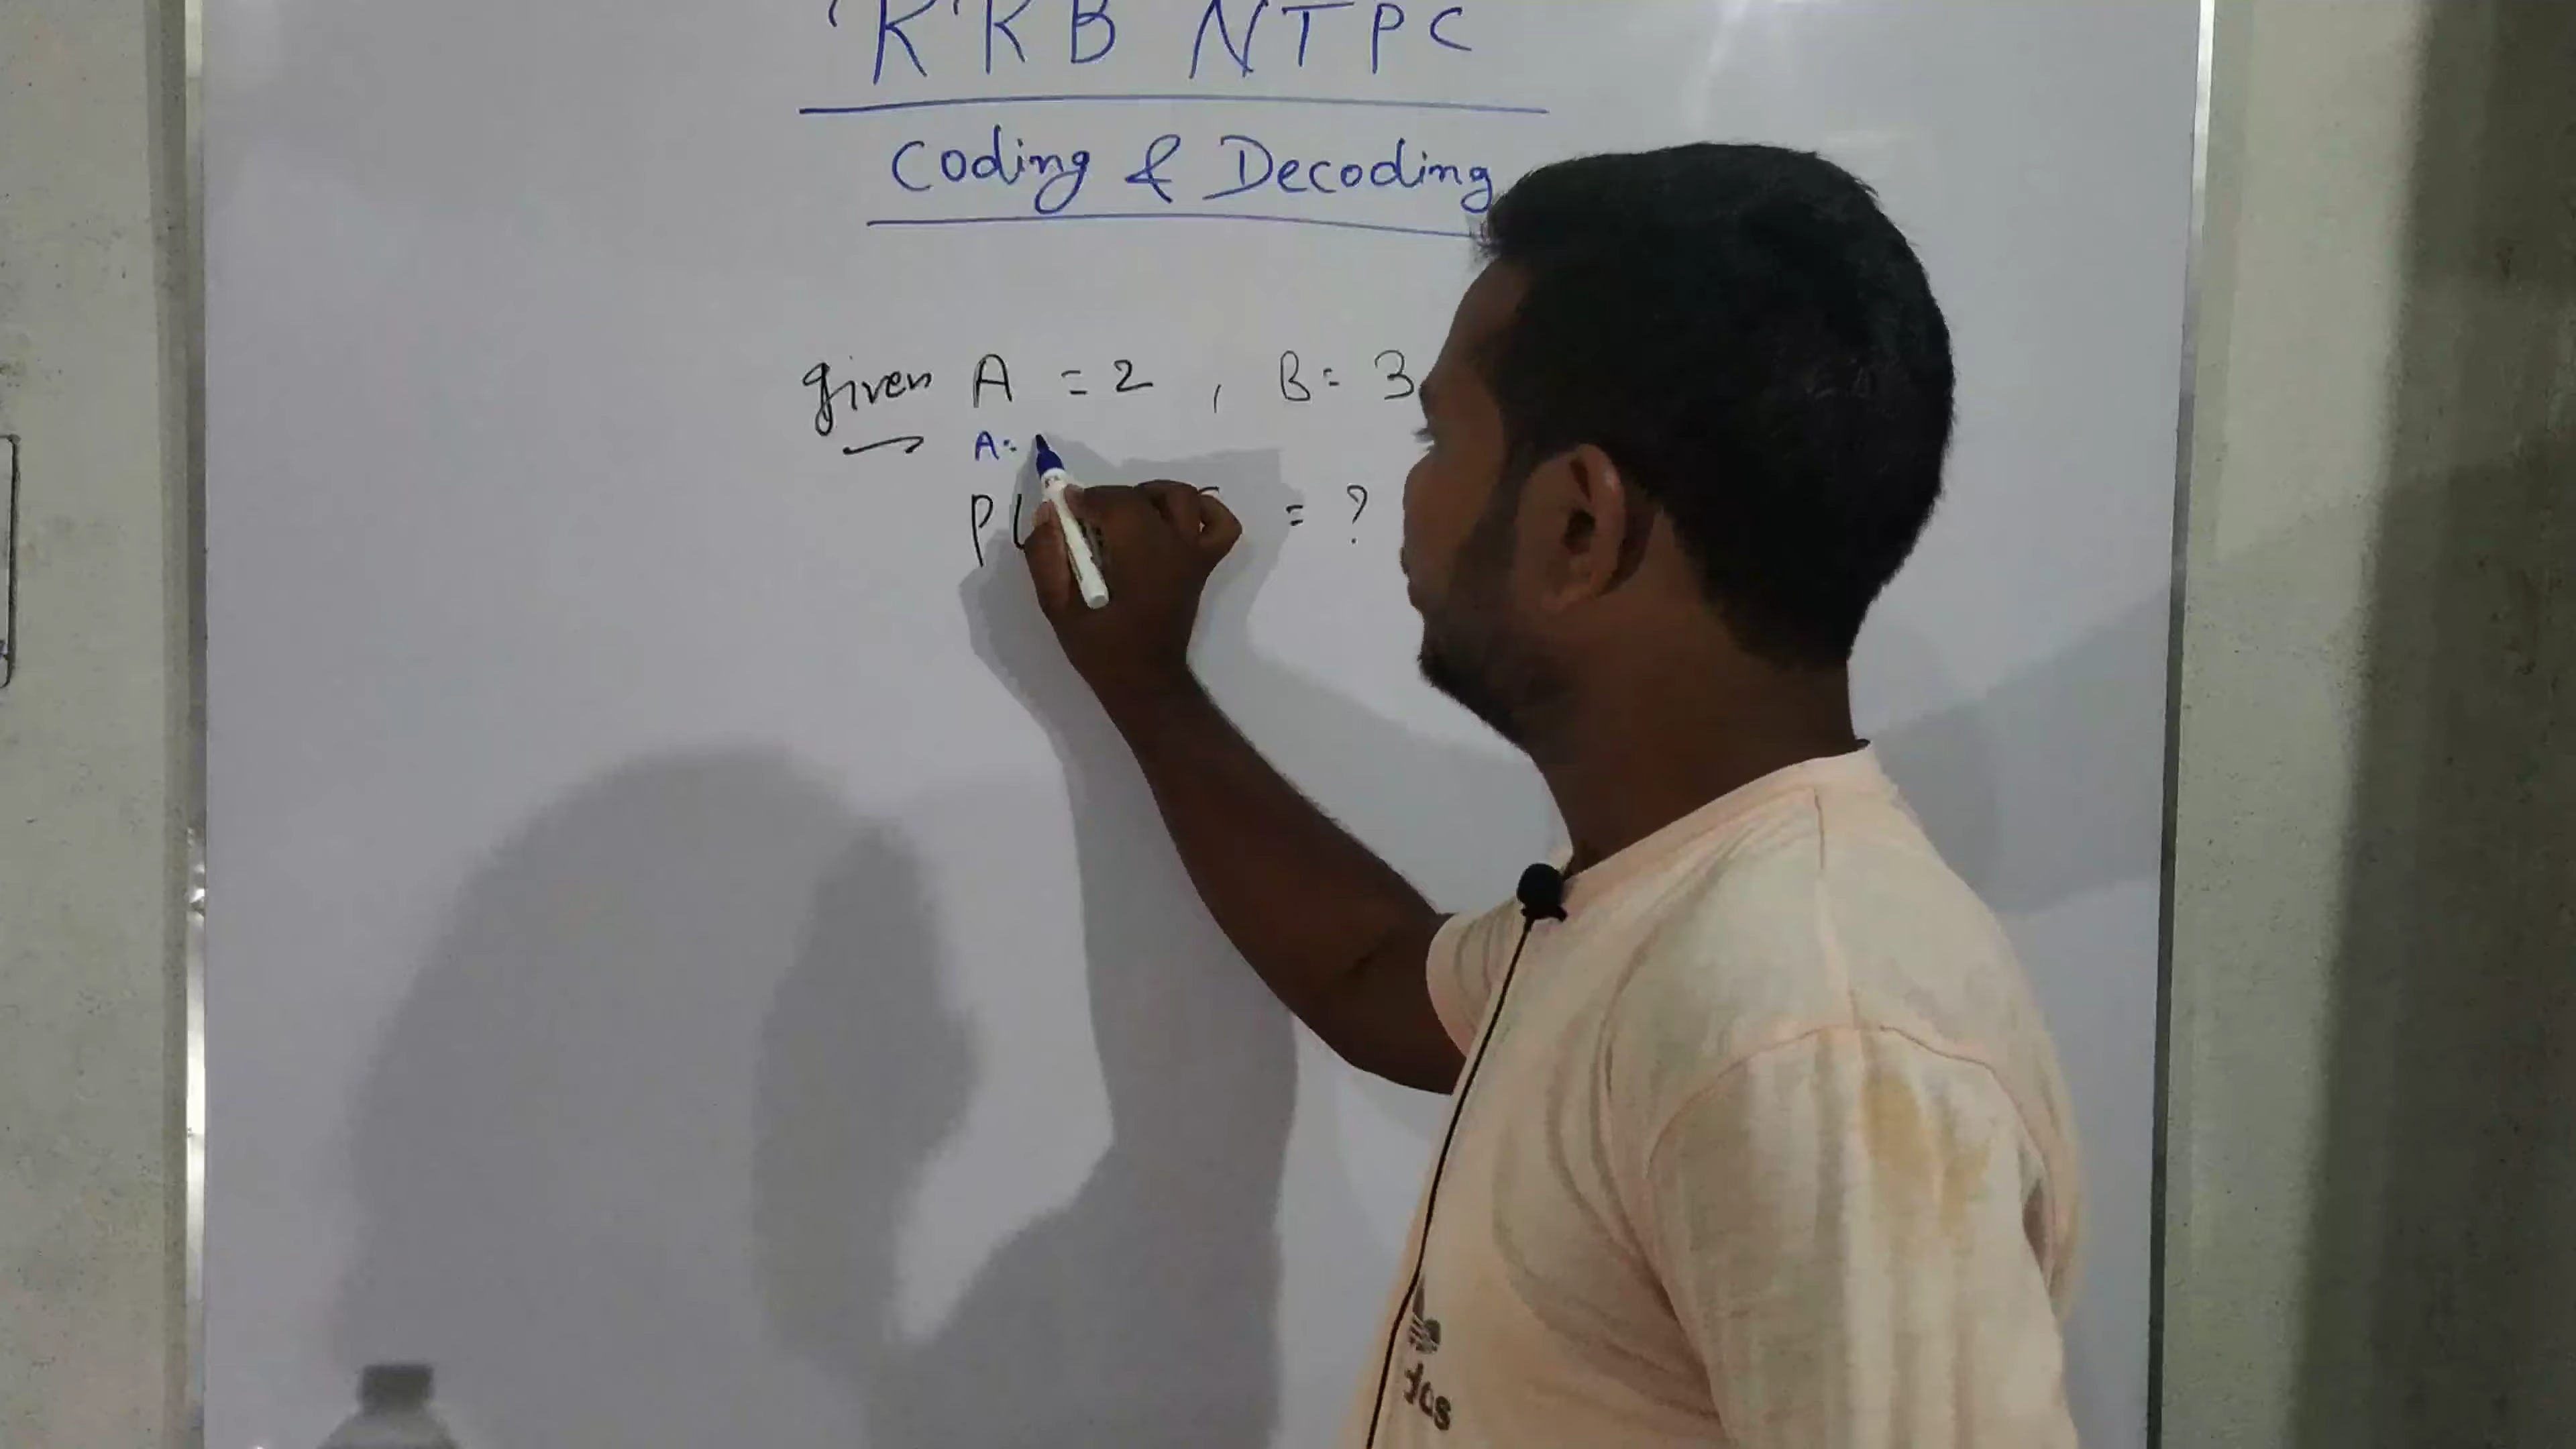 RRB NTPC
Coding & Decoding
given A = 2 , B = 3
A =
= ?